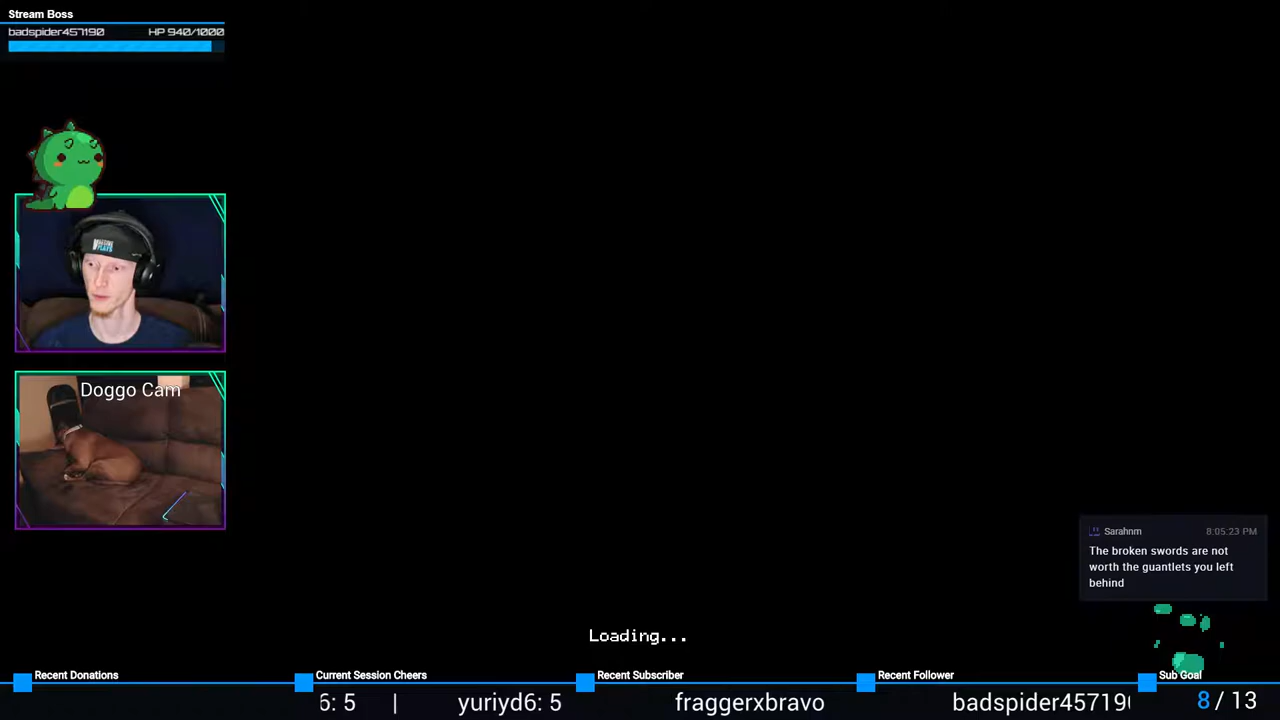 Stream Boss
badspider457190 HP 940/1000
Doggo Cam
Sarahnm 8:05:23 PM
The broken swords are not
worth the guantlets you left
behind
Loading...
Recent Donations Current Session Cheers Recent Subscriber Recent Follower Sub Goal
6: 5 | yuriyd6: 5 fraggerxbravo badspider45719 8 / 13